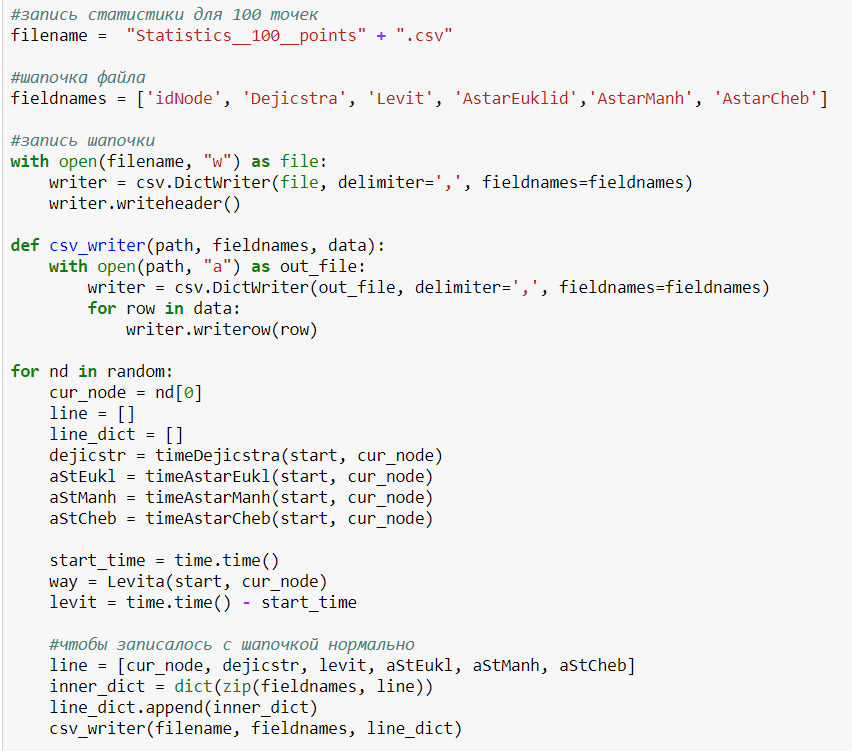 #запись статистики для 100 точек
filename =  "Statistics__100__points" + ".csv"

#шапочка файла
fieldnames = ['idNode', 'Dejicstra', 'Levit', 'AstarEuklid','AstarManh', 'AstarCheb']

#запись шапочки
with open(filename, "w") as file:
    writer = csv.DictWriter(file, delimiter=',', fieldnames=fieldnames)
    writer.writeheader()

def csv_writer(path, fieldnames, data):
    with open(path, "a") as out_file:
        writer = csv.DictWriter(out_file, delimiter=',', fieldnames=fieldnames)
        for row in data:
            writer.writerow(row)

for nd in random:
    cur_node = nd[0]
    line = []
    line_dict = []
    dejicstr = timeDejicstra(start, cur_node)
    aStEukl = timeAstarEukl(start, cur_node)
    aStManh = timeAstarManh(start, cur_node)
    aStCheb = timeAstarCheb(start, cur_node)

    start_time = time.time()
    way = Levita(start, cur_node)
    levit = time.time() - start_time

    #чтобы записалось с шапочкой нормально
    line = [cur_node, dejicstr, levit, aStEukl, aStManh, aStCheb]
    inner_dict = dict(zip(fieldnames, line))
    line_dict.append(inner_dict)
    csv_writer(filename, fieldnames, line_dict)